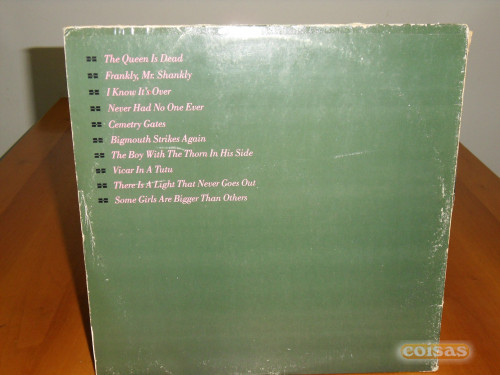 The Queen Is Dead
Frankly, Mr. Shankly
I Know It's Over
Never Had No One Ever
Cemetry Gates
Bigmouth Strikes Again
The Boy With The Thorn In His Side
Vicar In A Tutu
There Is A Light That Never Goes Out
Some Girls Are Bigger Than Others
coisas